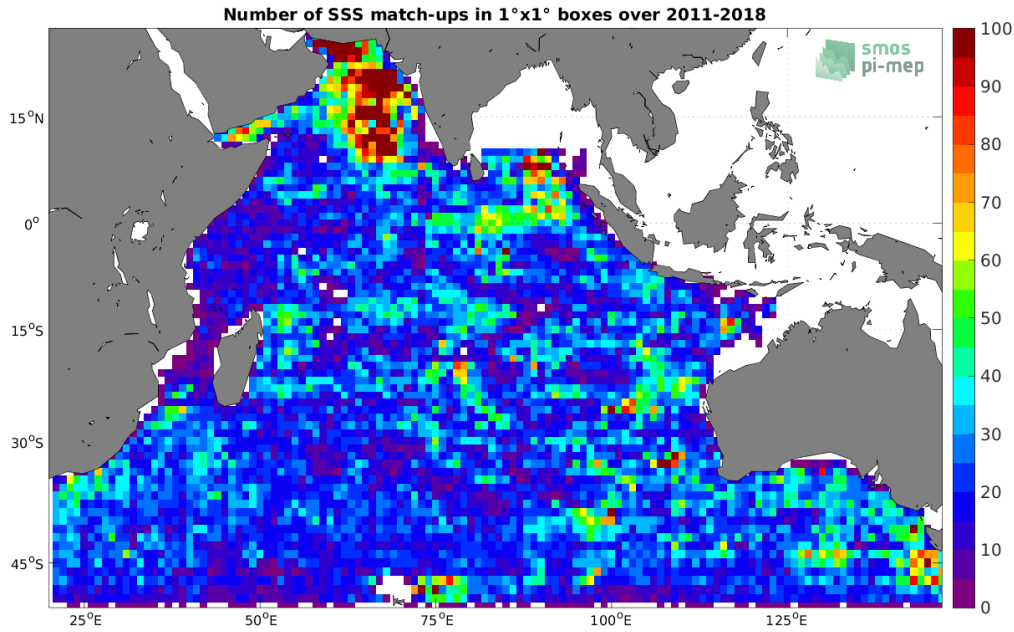 Number of SSS match-ups in 1°x1° boxes over 2011-2018
smos
pi-mep
100
90
80
70
60
50
40
30
20
10
0
15°N
0°
15°S
30°S
45°S
25°E
50°E
75°E
100°E
125°E